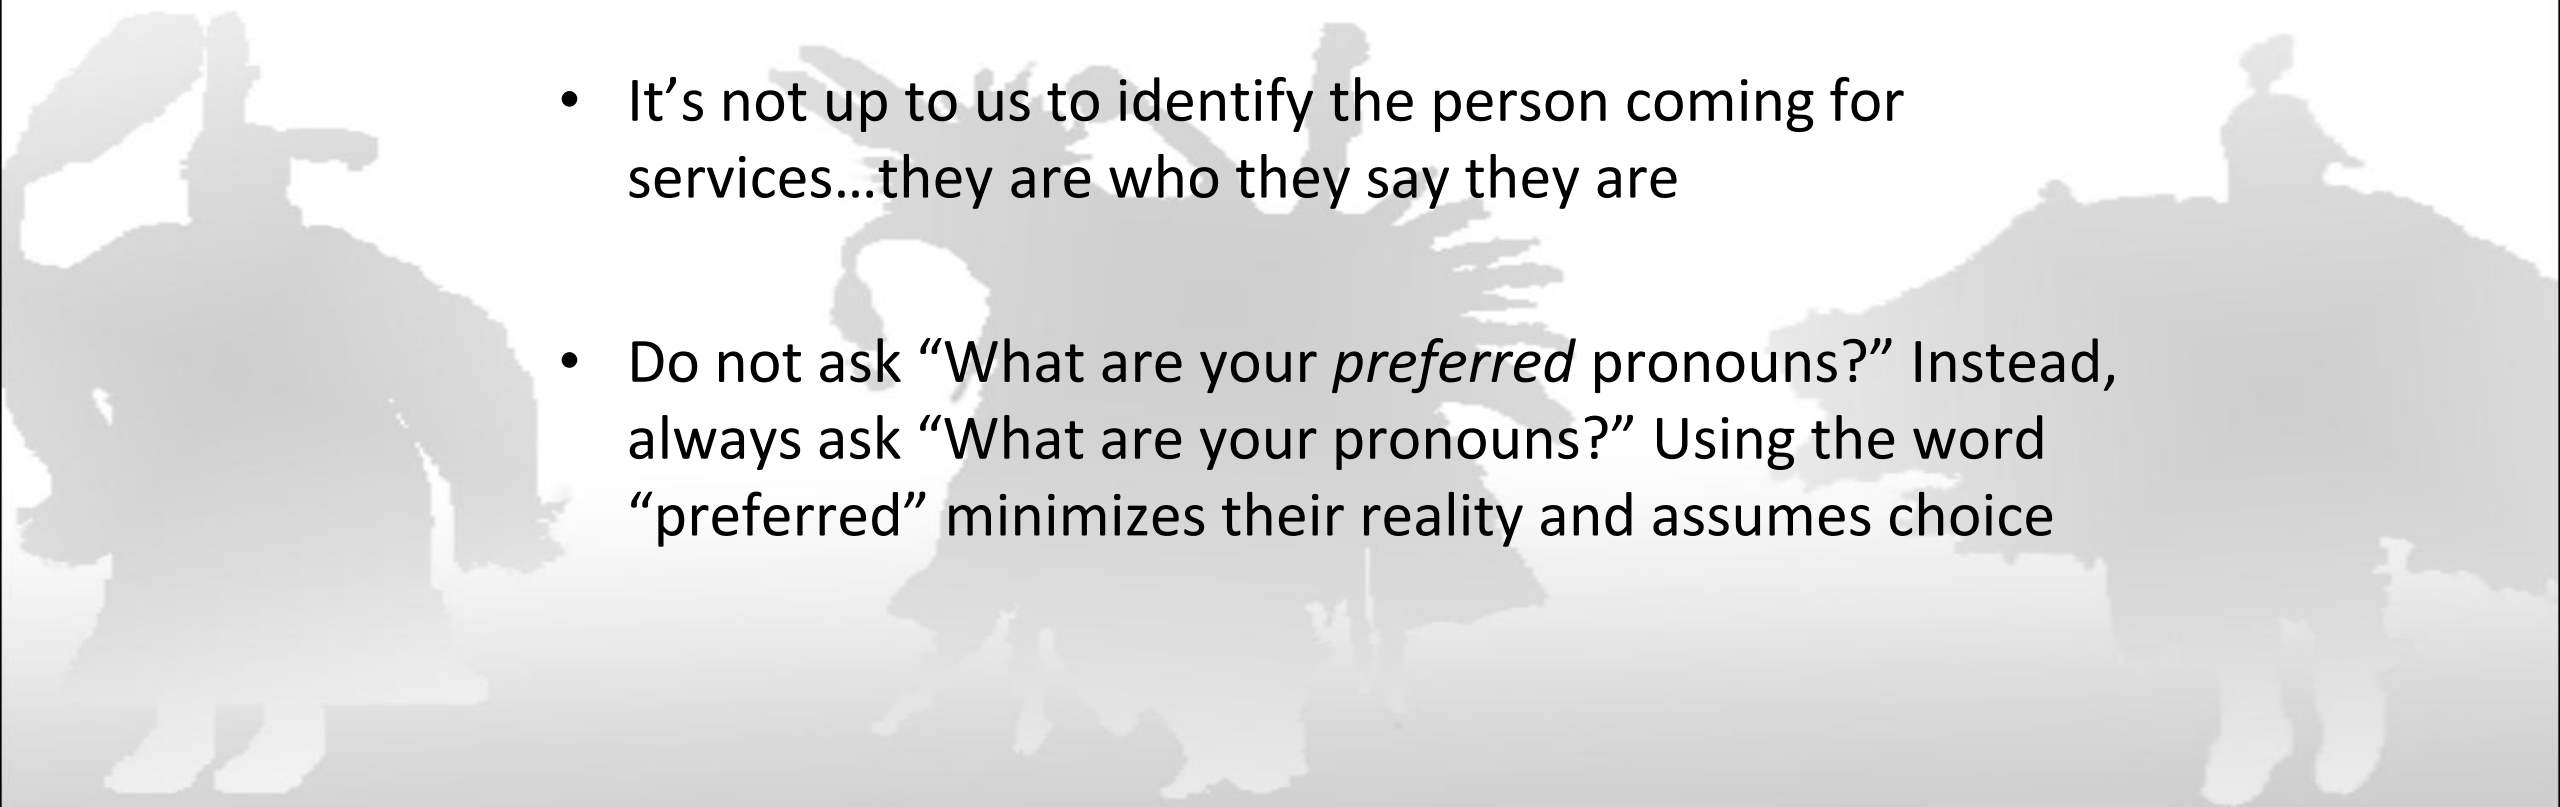 • It’s not up to us to identify the person coming for
services…they are who they say they are
• Do not ask “What are your preferred pronouns?” Instead,
always ask “What are your pronouns?” Using the word
“preferred” minimizes their reality and assumes choice